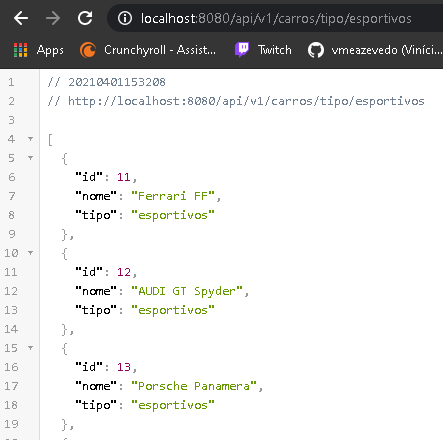 localhost:8080/api/v1/carros/tipo/esportivos
Boas Vindas Crunchyroll - Assist... Twitch vmeazevedo (Viníci...
1 // 20210401153208
2 // http://localhost:8080/api/v1/carros/tipo/esportivos
3
4 [
5 {
6 "id": 11,
7 "nome": "Ferrari FF",
8 "tipo": "esportivos"
9 },
10 {
11 "id": 12,
12 "nome": "AUDI GT Spyder",
13 "tipo": "esportivos"
14 },
15 {
16 "id": 13,
17 "nome": "Porsche Panamera",
18 "tipo": "esportivos"
19 },